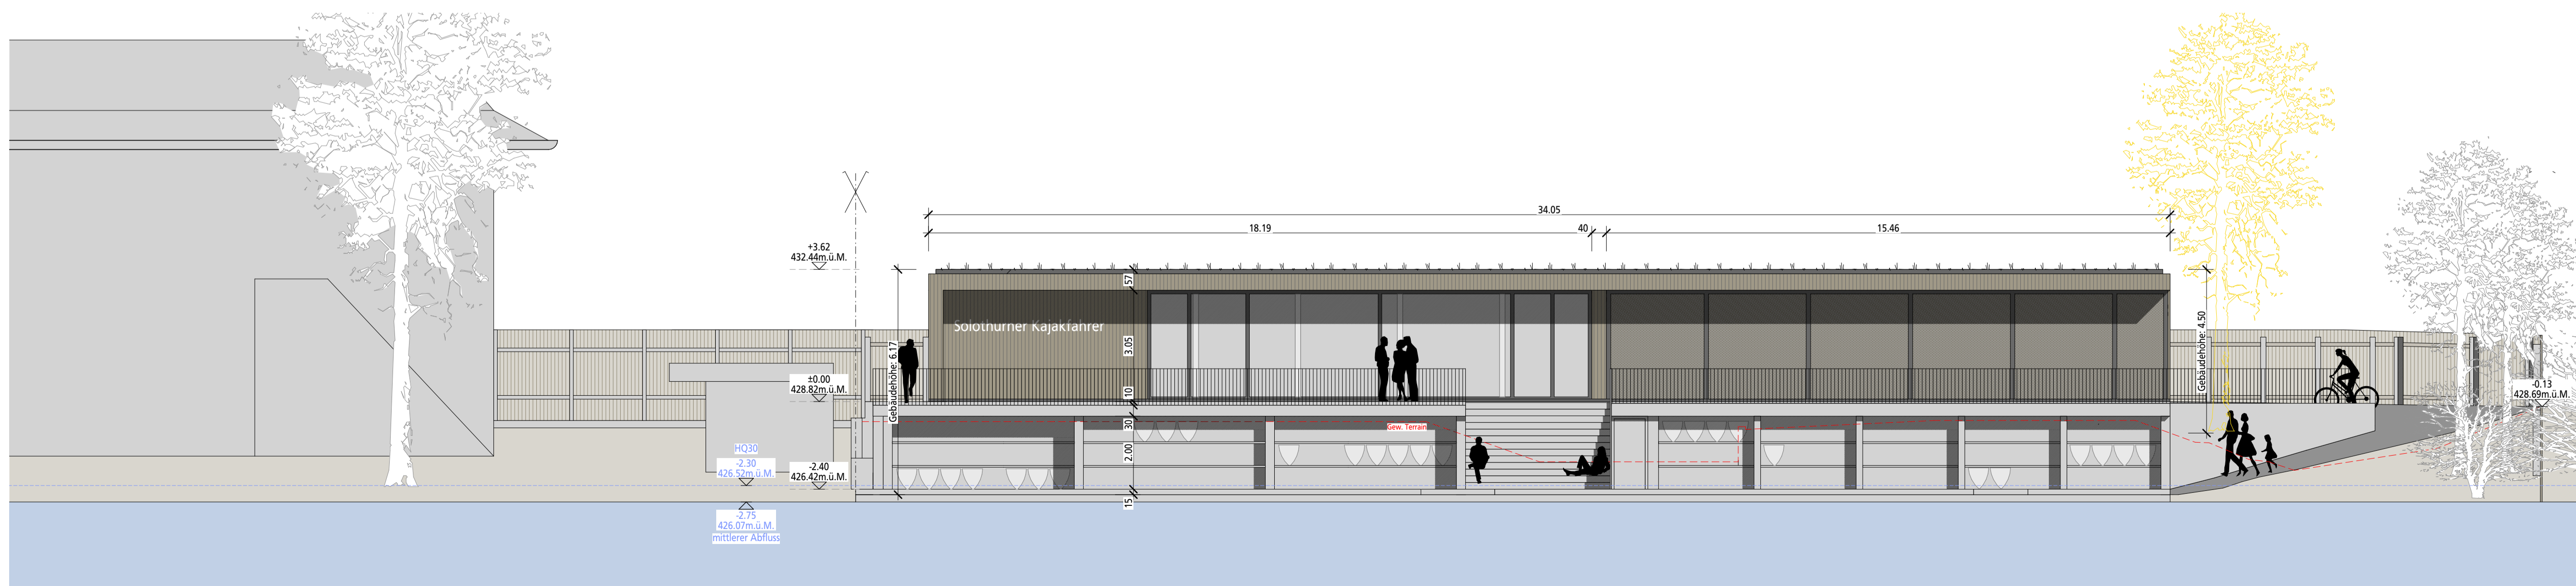 34.05
18.19
40
15.46
+3.62
432.44m.ü.M.
57
Solothurner Kajakfahrer
3.05
Gebäudehöhe: 6.17
Gebäudehöhe: 4.50
±0.00
428.82m.ü.M.
10
-0.13
428.69m.ü.M.
30
Gew. Terrain
HQ30
-2.30
426.52m.ü.M.
2.00
-2.40
426.42m.ü.M.
15
-2.75
426.07m.ü.M.
mittlerer Abfluss